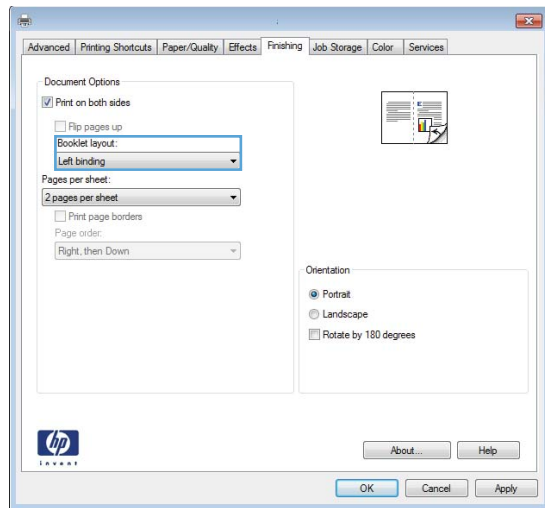 Advanced Printing Shortcuts Paper/Quality Effects Finishing Job Storage Color Services
Document Options
Print on both sides
Flip pages up
Booklet layout:
Left binding
Pages per sheet:
2 pages per sheet
Print page borders
Page order:
Right, then Down
Orientation
Portrait
Landscape
Rotate by 180 degrees
hp
invent
About... Help
OK Cancel Apply